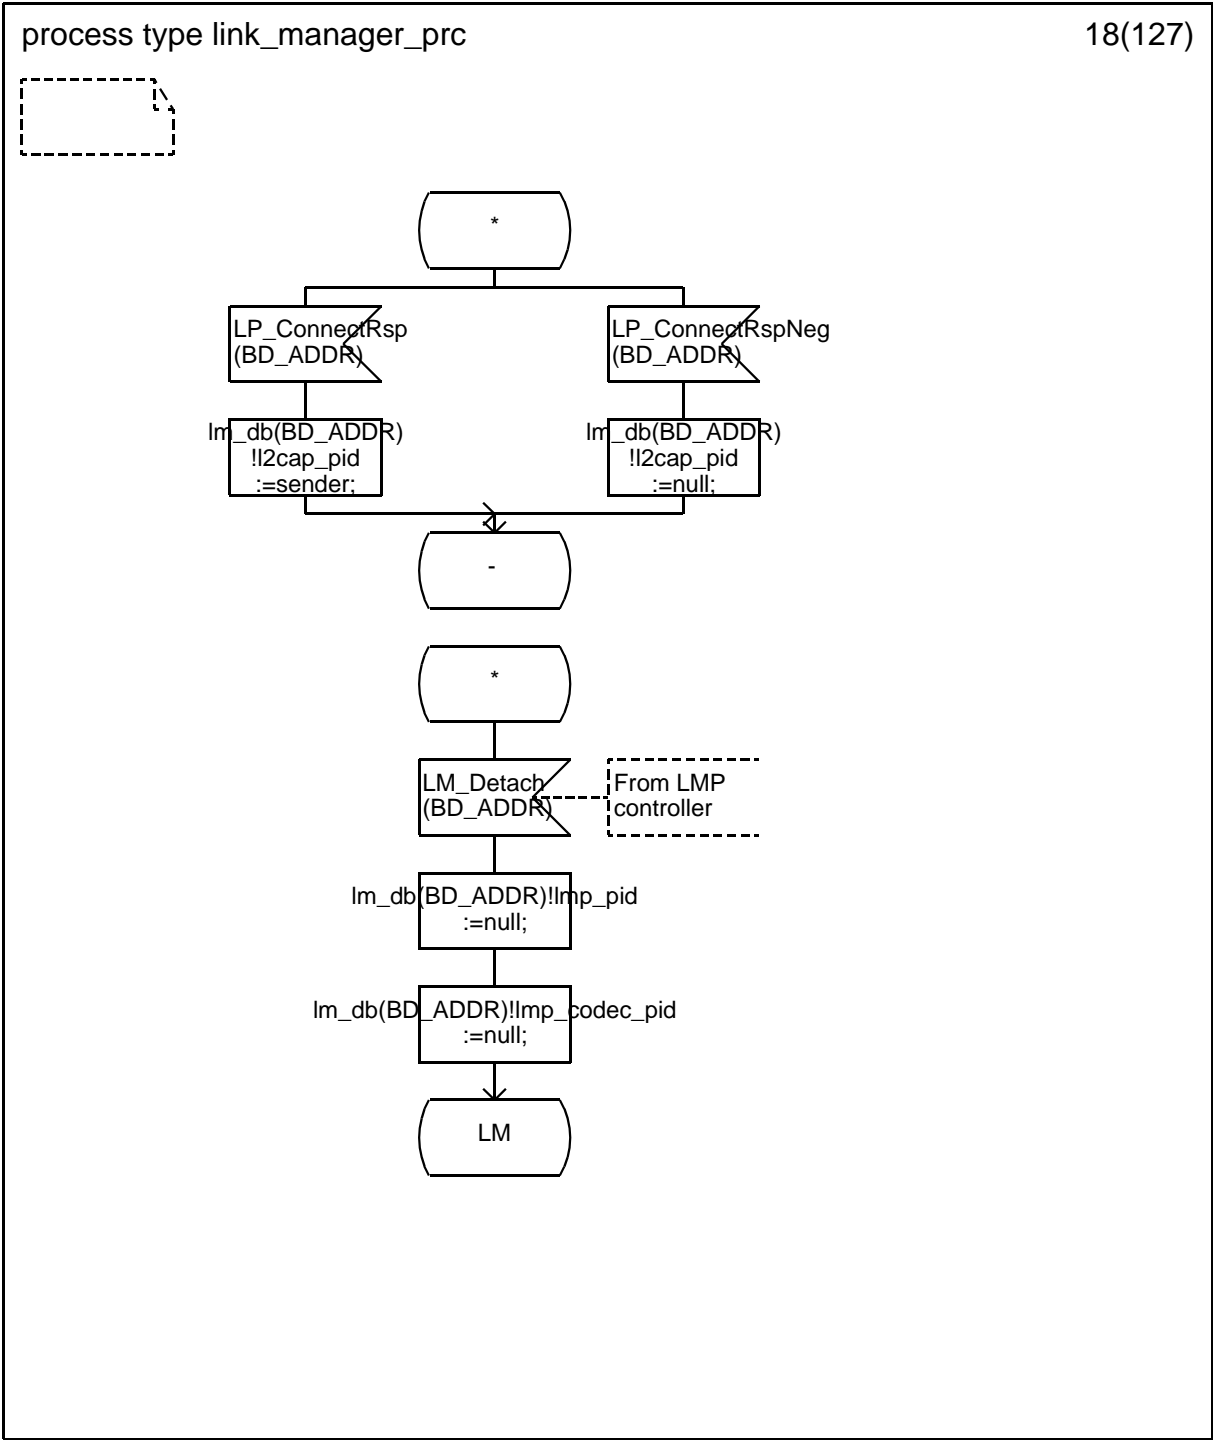 process type link_manager_prc
18(127)
*
LP_ConnectRsp
(BD_ADDR)
LP_ConnectRspNeg
(BD_ADDR)
lm_db(BD_ADDR)
!l2cap_pid
:=sender;
lm_db(BD_ADDR)
!l2cap_pid
:=null;
-
*
LM_Detach
(BD_ADDR)
From LMP
controller
lm_db(BD_ADDR)!lmp_pid
:=null;
lm_db(BD_ADDR)!lmp_codec_pid
:=null;
LM